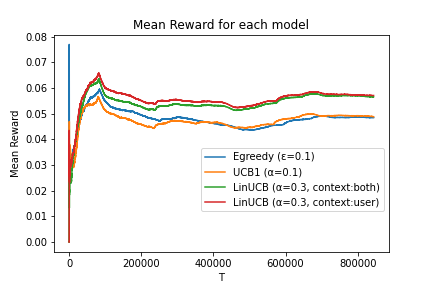 Mean Reward for each model
Mean Reward
0.08
0.07
0.06
0.05
0.04
0.03
0.02
0.01
0.00
Egreedy (ε=0.1)
UCB1 (α=0.1)
LinUCB (α=0.3, context:both)
LinUCB (α=0.3, context:user)
0 200000 400000 600000 800000
T